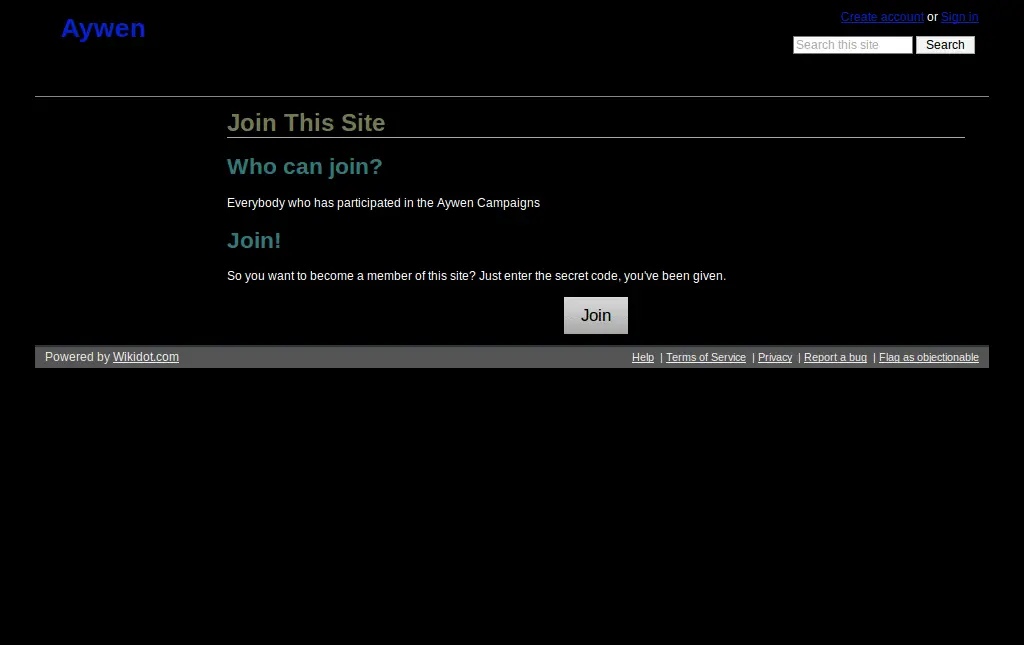 Aywen
Create account or Sign in
Search this site Search
Join This Site
Who can join?
Everybody who has participated in the Aywen Campaigns
Join!
So you want to become a member of this site? Just enter the secret code, you've been given.
Join
Powered by Wikidot.com
Help | Terms of Service | Privacy | Report a bug | Flag as objectionable